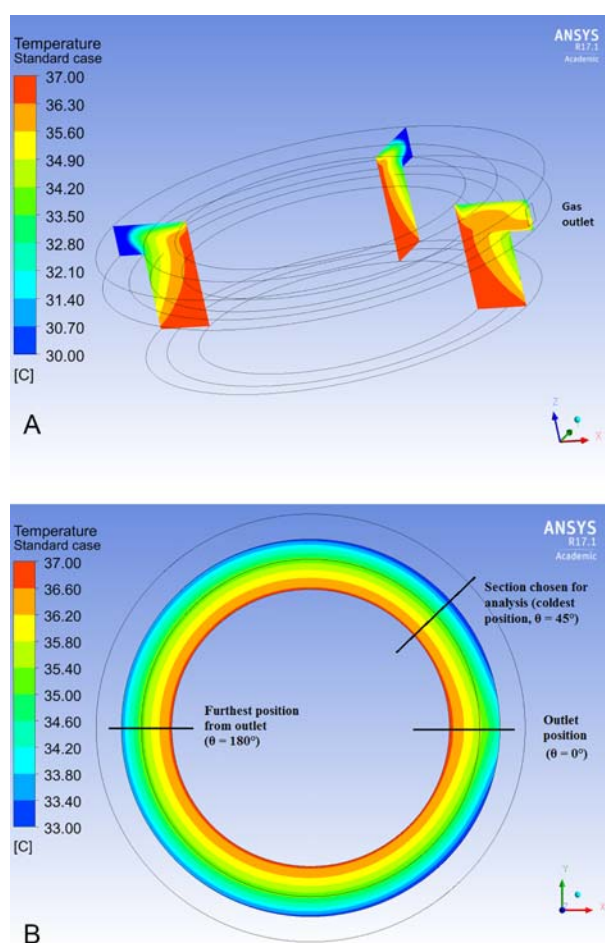 Temperature
Standard case
37.00
36.30
35.60
34.90
34.20
33.50
32.80
32.10
31.40
30.70
30.00
[C]
ANSYS
R17.1
Academic
Gas
outlet
Z
X
A
Temperature
Standard case
37.00
36.60
36.20
35.80
35.40
35.00
34.60
34.20
33.80
33.40
33.00
[C]
ANSYS
R17.1
Academic
Section chosen for
analysis (coldest
position, θ = 45°)
Furthest position
from outlet
(θ = 180°)
Outlet
position
(θ = 0°)
Y
X
B